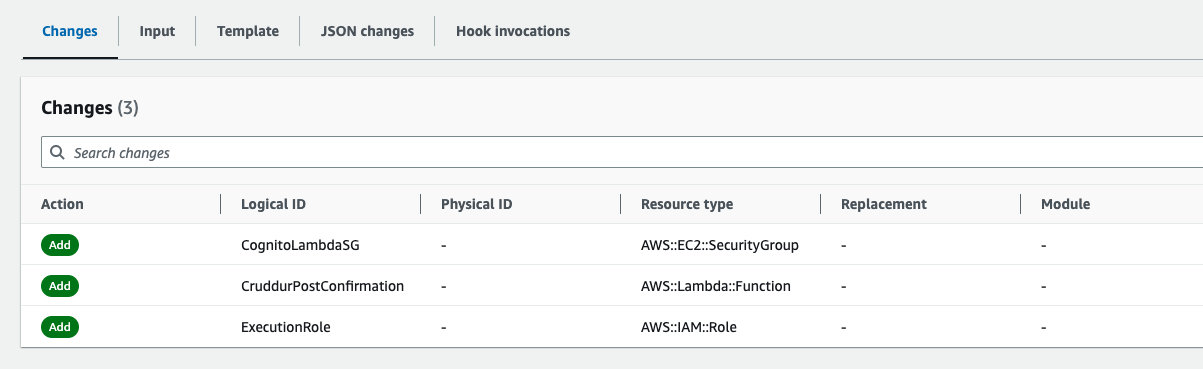 Changes Input Template JSON changes Hook invocations
Changes (3)
Search changes
Action Logical ID Physical ID Resource type Replacement Module
Add CognitoLambdaSG - AWS::EC2::SecurityGroup - -
Add CruddurPostConfirmation - AWS::Lambda::Function - -
Add ExecutionRole - AWS::IAM::Role - -